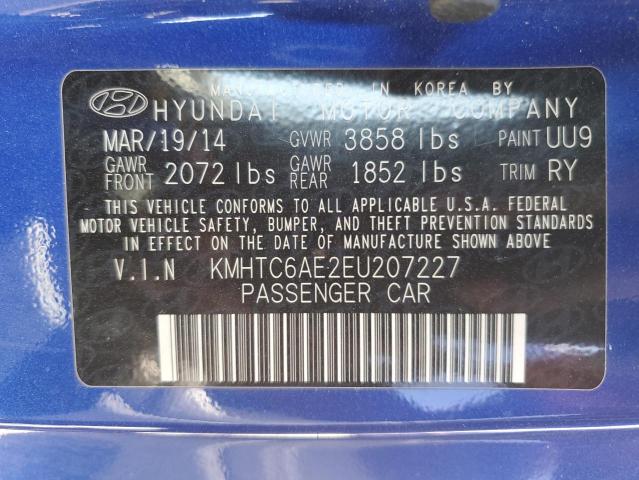 MANUFACTURED IN KOREA BY
HYUNDAI MOTOR COMPANY
MAR/19/14 GVWR 3858 lbs PAINT UU9
GAWR FRONT 2072 lbs GAWR REAR 1852 lbs TRIM RY
THIS VEHICLE CONFORMS TO ALL APPLICABLE U.S.A. FEDERAL
MOTOR VEHICLE SAFETY, BUMPER, AND THEFT PREVENTION STANDARDS
IN EFFECT ON THE DATE OF MANUFACTURE SHOWN ABOVE.
V.I.N KMHTC6AE2EU207227
PASSENGER CAR